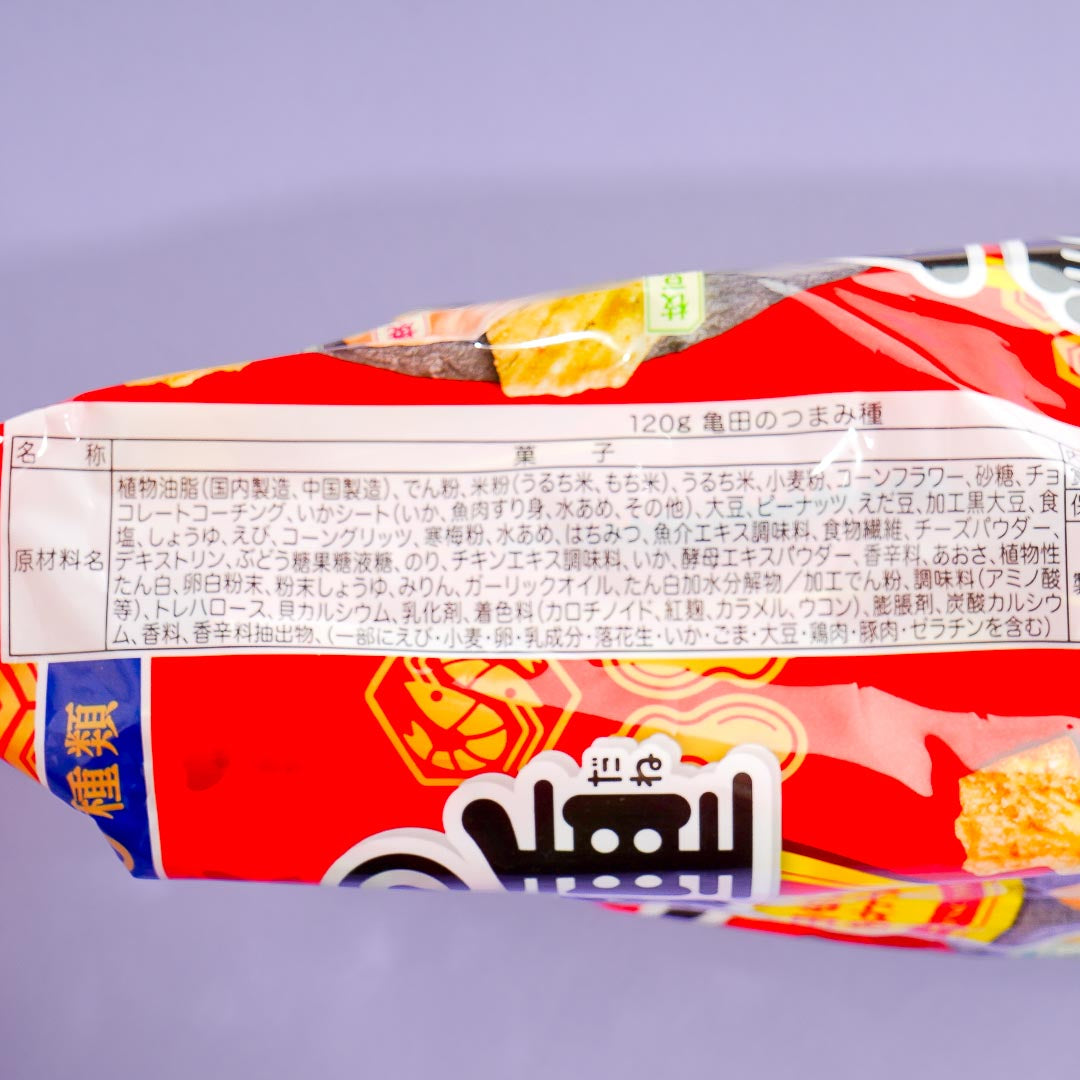 枝豆
120g 亀田のつまみ種
名 称 菓 子
原材料名
植物油脂(国内製造、中国製造)、でん粉、米粉(うるち米、もち米)、うるち米、小麦粉、コーンフラワー、砂糖、チョ
コレートコーチング、いかシート(いか、魚肉すり身、水あめ、その他)、大豆、ピーナッツ、えだ豆、加工黒大豆、食
塩、しょうゆ、えび、コーングリッツ、寒梅粉、水あめ、はちみつ、魚介エキス調味料、食物繊維、チーズパウダー、
デキストリン、ぶどう糖果糖液糖、のり、チキンエキス調味料、いか、酵母エキスパウダー、香辛料、あおさ、植物性
たん白、卵白粉末、粉末しょうゆ、みりん、ガーリックオイル、たん白加水分解物／加工でん粉、調味料(アミノ酸
等)、トレハロース、貝カルシウム、乳化剤、着色料(カロチノイド、紅麹、カラメル、ウコン)、膨脹剤、炭酸カルシウ
ム、香料、香辛料抽出物、(一部にえび・小麦・卵・乳成分・落花生・いか・ごま・大豆・鶏肉・豚肉・ゼラチンを含む)
種類
だね
種